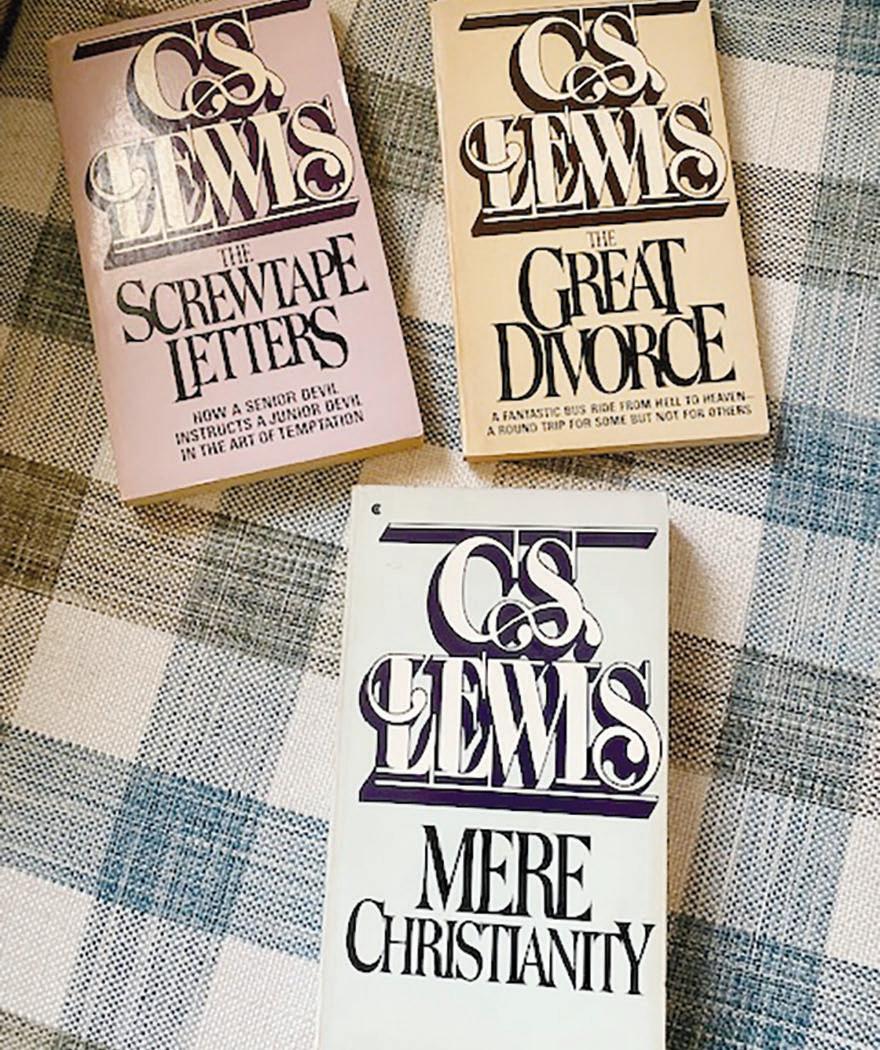 C.S.
LEWIS
THE
SCREWTAPE
LETTERS
HOW A SENIOR DEVIL
INSTRUCTS A JUNIOR DEVIL
IN THE ART OF TEMPTATION
C.S.
LEWIS
THE
GREAT
DIVORCE
A FANTASTIC BUS RIDE FROM HELL TO HEAVEN—
A ROUND TRIP FOR SOME BUT NOT FOR OTHERS
C.S.
LEWIS
MERE
CHRISTIANITY